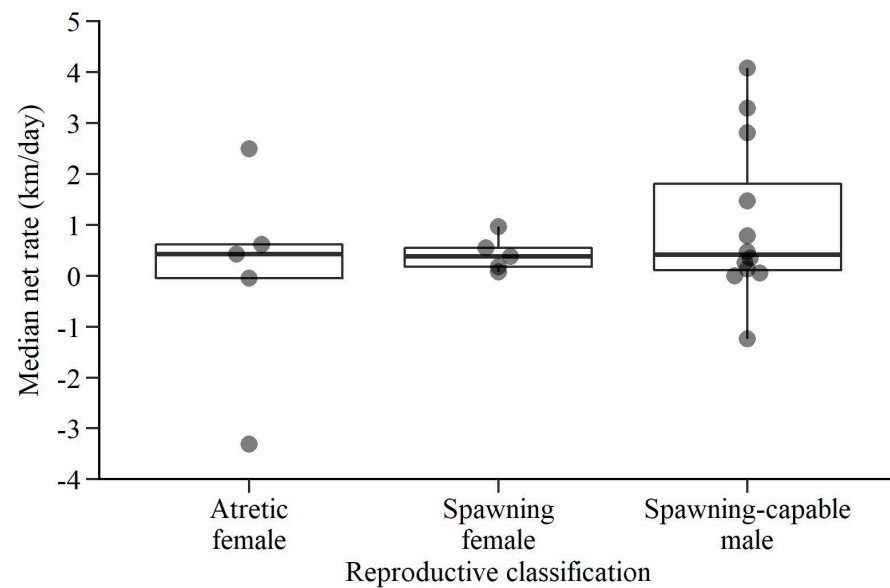 Median net rate (km/day)
5
4
3
2
1
0
-1
-2
-3
-4
Atretic
female
Spawning
female
Spawning-capable
male
Reproductive classification